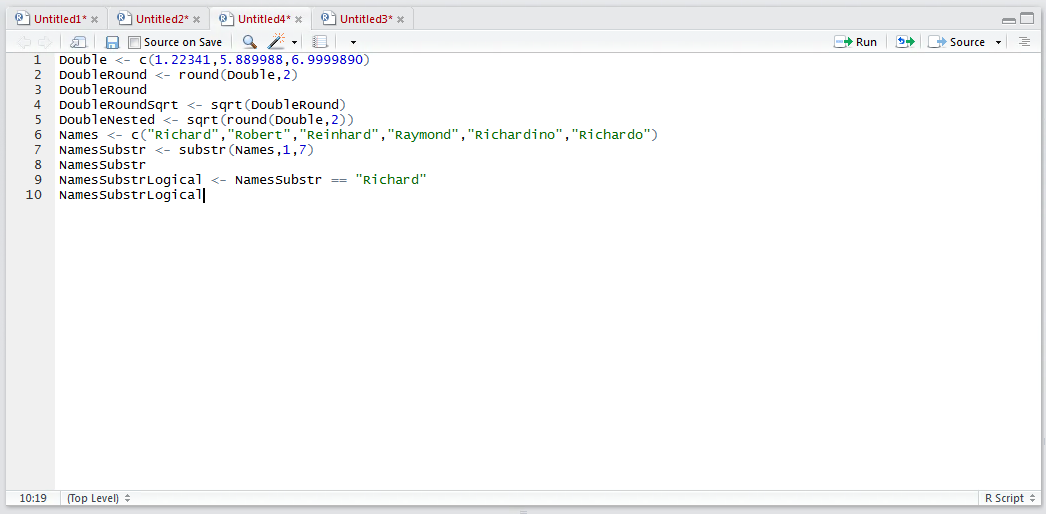 Untitled1* Untitled2* Untitled4* Untitled3*
Source on Save Run Source
1 Double <- c(1.22341,5.889988,6.9999890)
2 DoubleRound <- round(Double,2)
3 DoubleRound
4 DoubleRoundSqrt <- sqrt(DoubleRound)
5 DoubleNested <- sqrt(round(Double,2))
6 Names <- c("Richard","Robert","Reinhard","Raymond","Richardino","Richardo")
7 NamesSubstr <- substr(Names,1,7)
8 NamesSubstr
9 NamesSubstrLogical <- NamesSubstr == "Richard"
10 NamesSubstrLogical
10:19 (Top Level) R Script